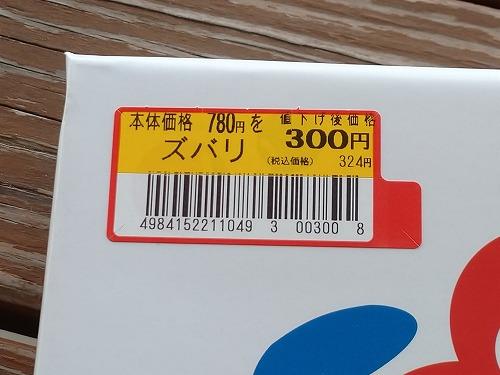 本体価格 780円を 値下げ後価格
ズバリ 300円
(税込価格) 324円
4984152211049 3 00300 8